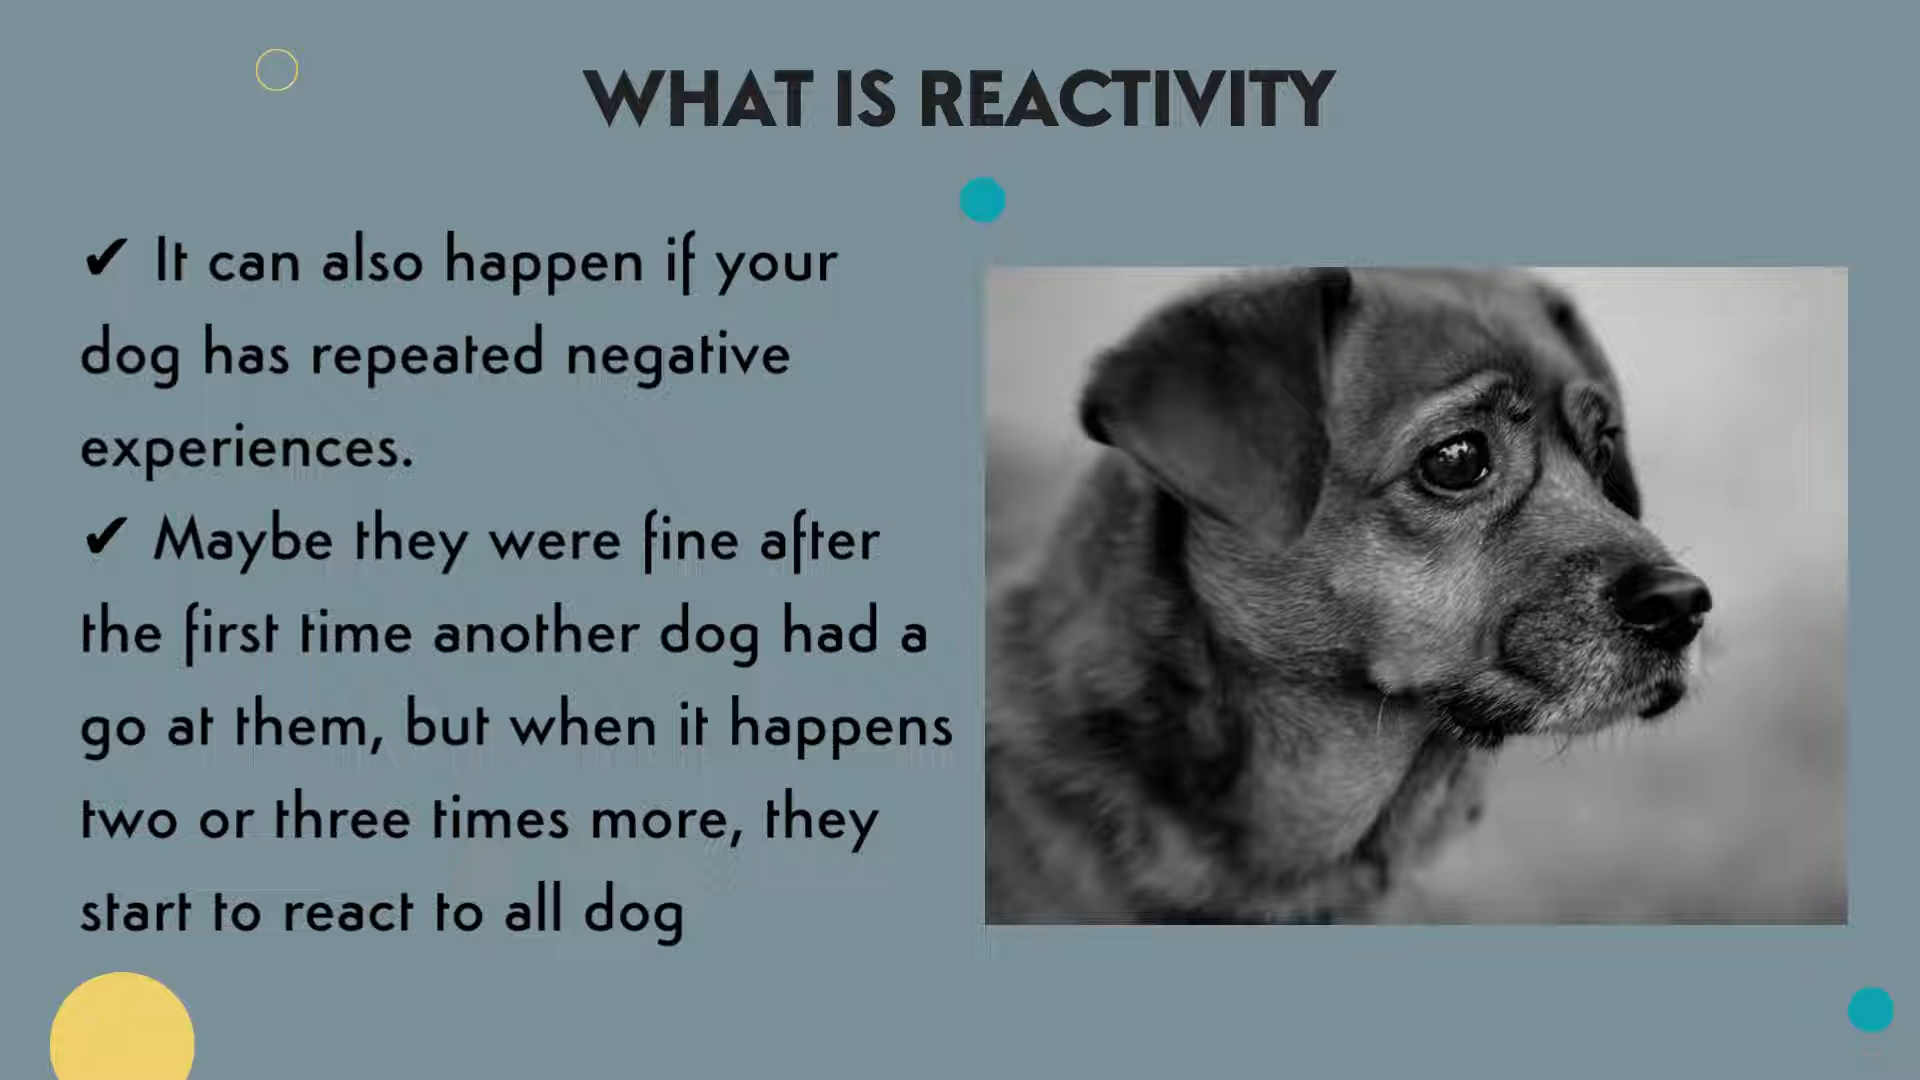 WHAT IS REACTIVITY
✔ It can also happen if your
dog has repeated negative
experiences.
✔ Maybe they were fine after
the first time another dog had a
go at them, but when it happens
two or three times more, they
start to react to all dog